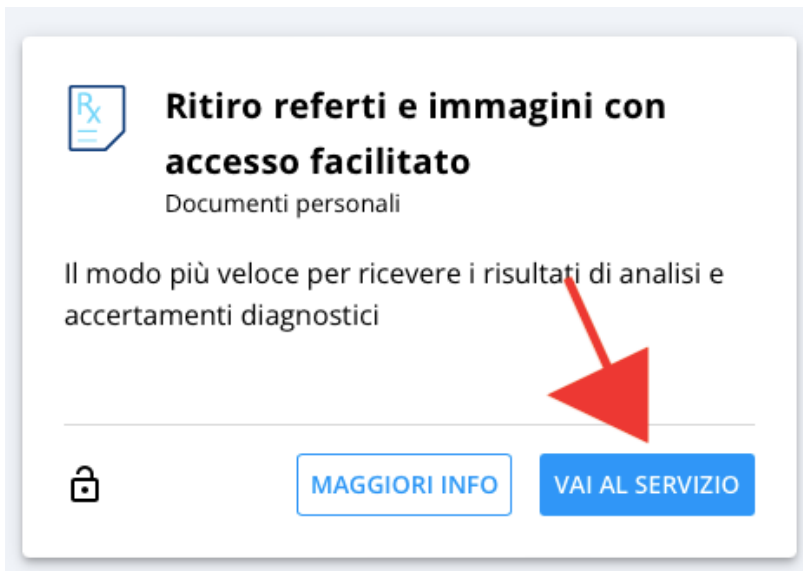 Rx
Ritiro referti e immagini con
accesso facilitato
Documenti personali
Il modo più veloce per ricevere i risultati di analisi e
accertamenti diagnostici
MAGGIORI INFO
VAI AL SERVIZIO